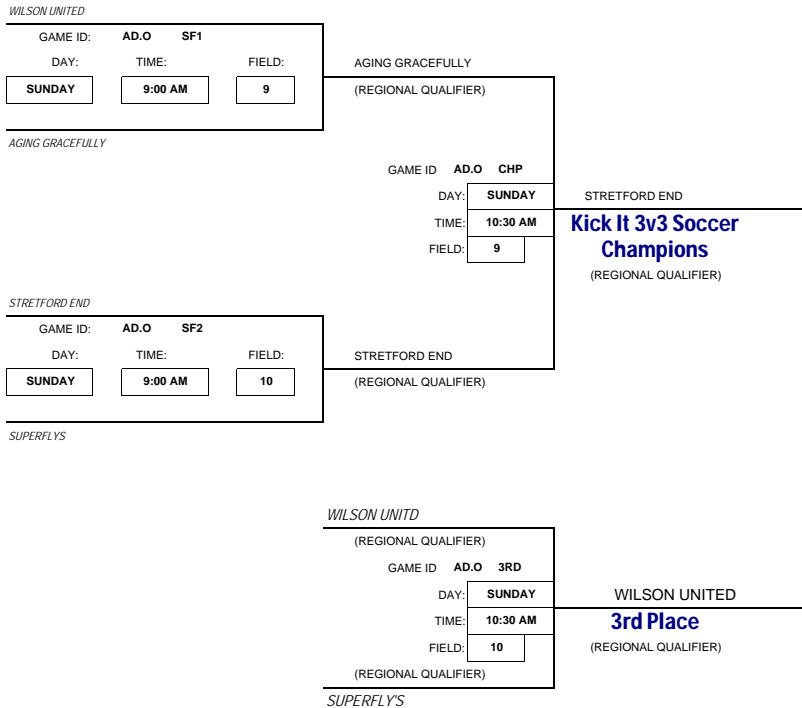 WILSON UNITED
GAME ID: AD.O SF1
DAY: TIME: FIELD:
SUNDAY 9:00 AM 9
AGING GRACEFULLY
(REGIONAL QUALIFIER)
AGING GRACEFULLY
GAME ID AD.O CHP
DAY: SUNDAY
TIME: 10:30 AM
FIELD: 9
STRETFORD END
Kick It 3v3 Soccer
Champions
(REGIONAL QUALIFIER)
STRETFORD END
GAME ID: AD.O SF2
DAY: TIME: FIELD:
SUNDAY 9:00 AM 10
STRETFORD END
(REGIONAL QUALIFIER)
SUPERFLYS
WILSON UNITD
(REGIONAL QUALIFIER)
GAME ID AD.O 3RD
DAY: SUNDAY
TIME: 10:30 AM
FIELD: 10
(REGIONAL QUALIFIER)
SUPERFLY'S
WILSON UNITED
3rd Place
(REGIONAL QUALIFIER)